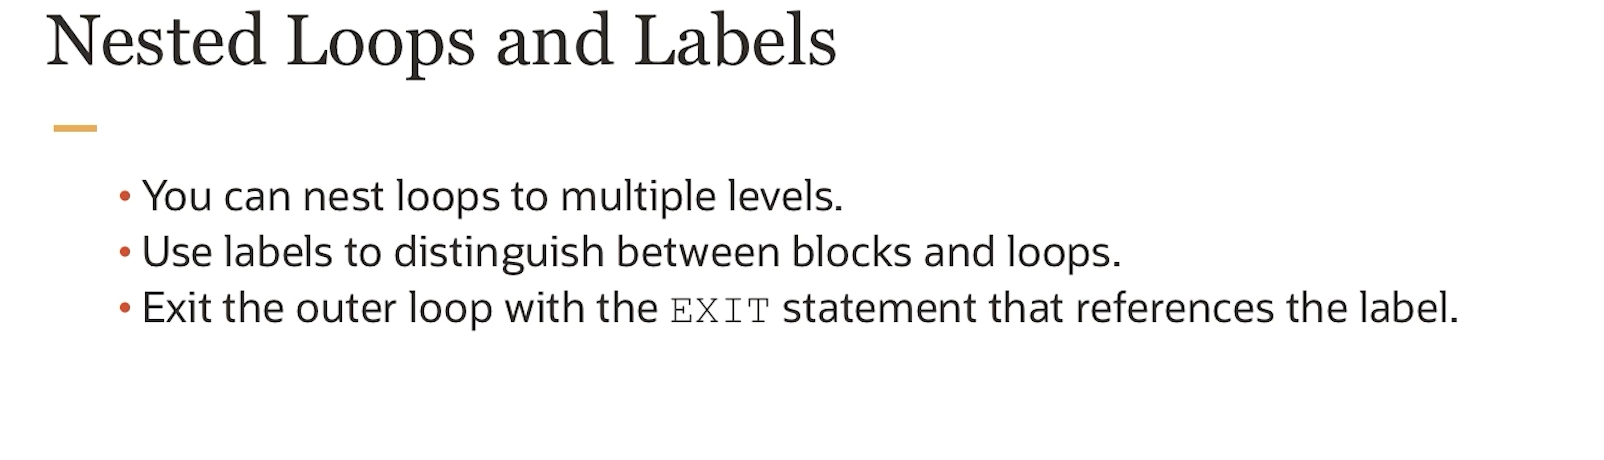 Nested Loops and Labels
• You can nest loops to multiple levels.
• Use labels to distinguish between blocks and loops.
• Exit the outer loop with the EXIT statement that references the label.